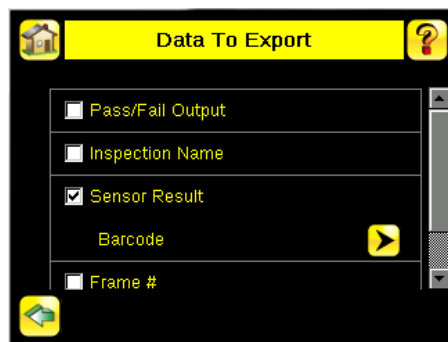 Data To Export
?
Pass/Fail Output
Inspection Name
Sensor Result
Barcode
Frame #